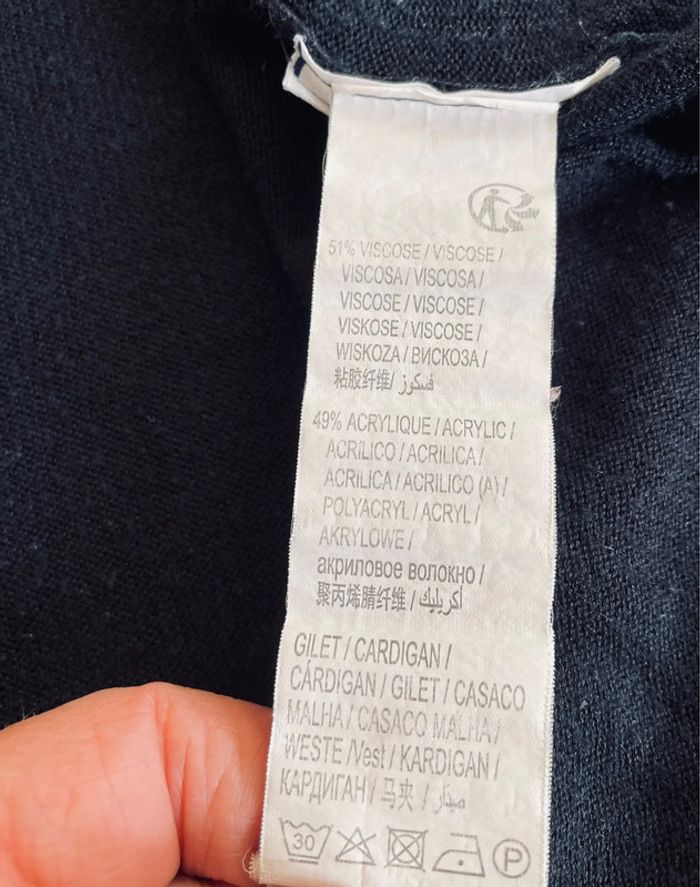 51% VISCOSE / VISCOSE /
VISCOSA / VISCOSA /
VISCOSE / VISCOSE /
VISKOSE / VISCOSE /
WISKOZA / ВИСКОЗА /
粘胶纤维/ فسكوز
49% ACRYLIQUE / ACRYLIC /
ACRÍLICO / ACRILICA /
ACRILICA / ACRILICO (A) /
POLYACRYL / ACRYL /
AKRYLOWE /
акриловое волокно /
聚丙烯腈纤维 / أكريليك
GILET / CARDIGAN /
CÁRDIGAN / GILET / CASACO
MALHA / CASACO MALHA /
WESTE /Vest / KARDIGAN /
КАРДИГАН / 马夹 /
30 P